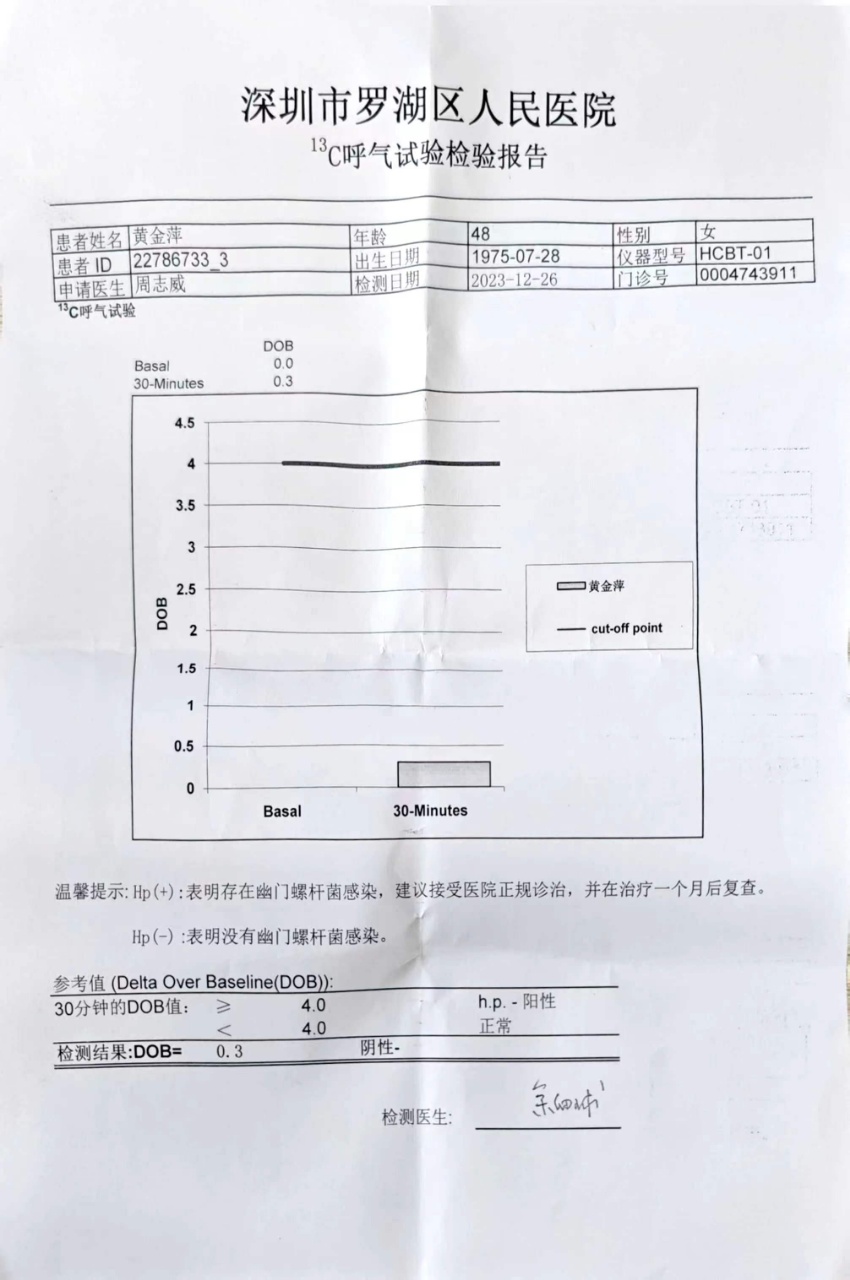 深圳市罗湖区人民医院
¹³C呼气试验检验报告
患者姓名 黄金萍 年龄 48 性别 女
患者 ID 22786733_3 出生日期 1975-07-28 仪器型号 HCBT-01
申请医生 周志威 检测日期 2023-12-26 门诊号 0004743911
¹³C呼气试验
DOB
Basal 0.0
30-Minutes 0.3
4.5
4
3.5
3
2.5
2
1.5
1
0.5
0
DOB
Basal 30-Minutes
黄金萍
cut-off point
温馨提示: Hp(+) :表明存在幽门螺杆菌感染，建议接受医院正规诊治，并在治疗一个月后复查。
Hp(-) :表明没有幽门螺杆菌感染。
参考值 (Delta Over Baseline(DOB)):
30分钟的DOB值： ≥ 4.0 h.p. - 阳性
< 4.0 正常
检测结果:DOB= 0.3 阴性-
检测医生: